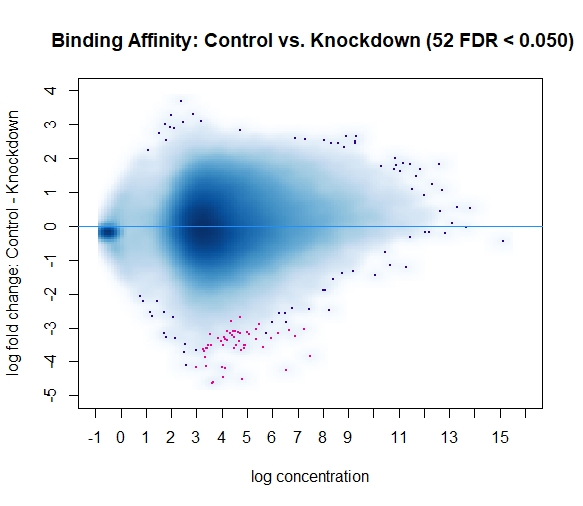 Binding Affinity: Control vs. Knockdown (52 FDR < 0.050)
log fold change: Control - Knockdown
4
3
2
1
0
-1
-2
-3
-4
-5
-1 0 1 2 3 4 5 6 7 8 9 11 13 15
log concentration